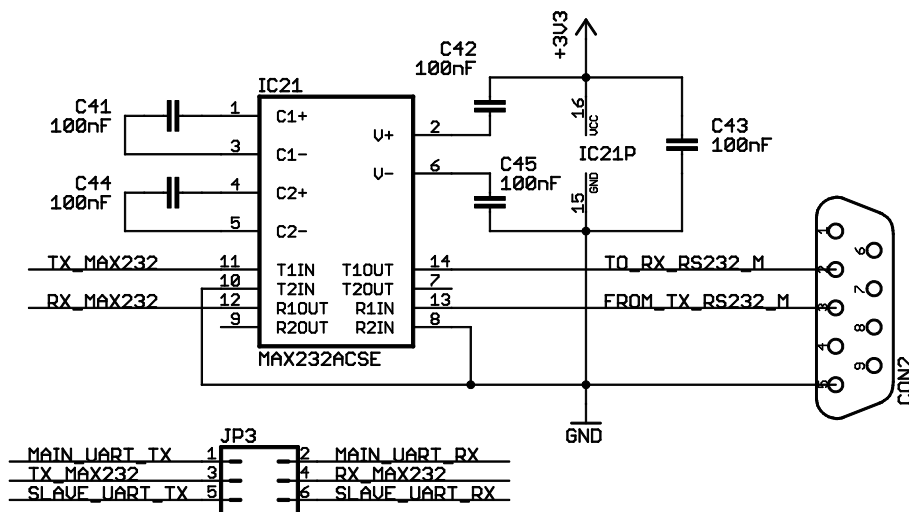 +3V3
C42
100nF
IC21
C41
100nF
1
C1+
3
C1-
C44
100nF
4
C2+
5
C2-
V+
2
V-
6
C45
100nF
16
VCC
IC21P
GND
15
C43
100nF
TX_MAX232
11
T1IN
T1OUT
14
TO_RX_RS232_M
10
T2IN
T2OUT
7
RX_MAX232
12
R1OUT
R1IN
13
FROM_TX_RS232_M
9
R2OUT
R2IN
8
MAX232ACSE
1
6
2
7
3
8
4
9
5
CON2
GND
JP3
MAIN_UART_TX
1
2
MAIN_UART_RX
TX_MAX232
3
4
RX_MAX232
SLAVE_UART_TX
5
6
SLAVE_UART_RX